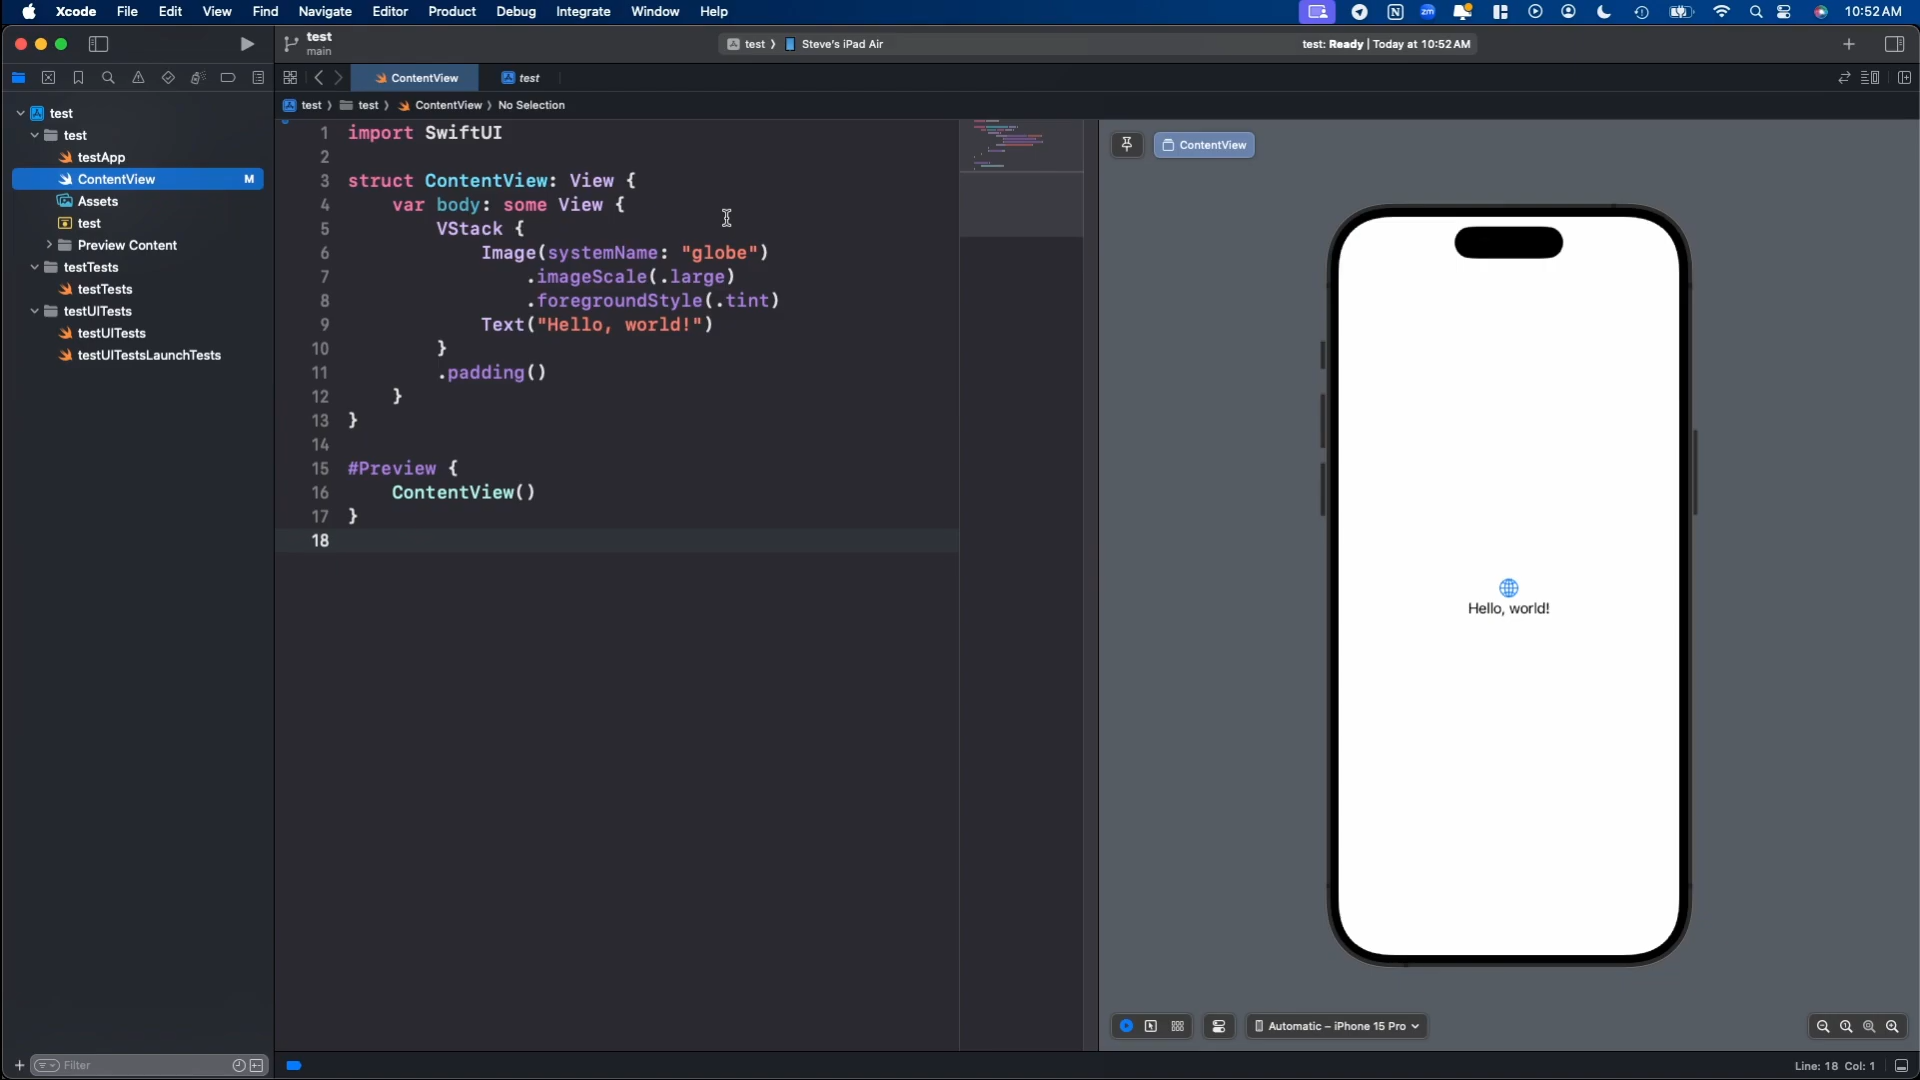 Xcode File Edit View Find Navigate Editor Product Debug Integrate Window Help
zm
10:52 AM
test
main
test 〉 Steve's iPad Air
test: Ready | Today at 10:52 AM
ContentView
test
test 〉 test 〉 ContentView 〉 No Selection
test
test
testApp
ContentView M
Assets
test
Preview Content
testTests
testTests
testUITests
testUITests
testUITestsLaunchTests
1 import SwiftUI
2
3 struct ContentView: View {
4 var body: some View {
5 VStack {
6 Image(systemName: "globe")
7 .imageScale(.large)
8 .foregroundStyle(.tint)
9 Text("Hello, world!")
10 }
11 .padding()
12 }
13 }
14
15 #Preview {
16 ContentView()
17 }
18
ContentView
Hello, world!
Automatic – iPhone 15 Pro
Filter
Line: 18 Col: 1